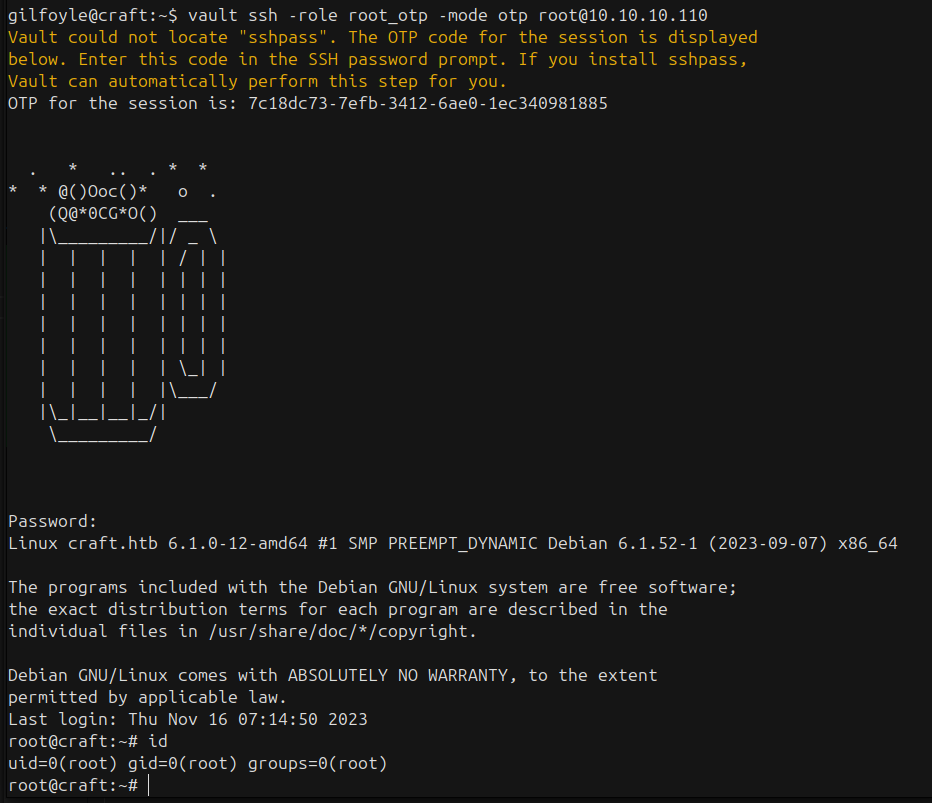 gilfoyle@craft:~$ vault ssh -role root_otp -mode otp root@10.10.10.110
Vault could not locate "sshpass". The OTP code for the session is displayed
below. Enter this code in the SSH password prompt. If you install sshpass,
Vault can automatically perform this step for you.
OTP for the session is: 7c18dc73-7efb-3412-6ae0-1ec340981885


  .   *   ..  . *  *
*  * @()Ooc()*   o  .
    (Q@*0CG*O()  ___
   |\_________/|/ _ \
   |  |  |  |  | / | |
   |  |  |  |  | | | |
   |  |  |  |  | | | |
   |  |  |  |  | | | |
   |  |  |  |  | | | |
   |  |  |  |  | \_| |
   |  |  |  |  |\___/
   |\_|__|__|_/|
    \_________/



Password:
Linux craft.htb 6.1.0-12-amd64 #1 SMP PREEMPT_DYNAMIC Debian 6.1.52-1 (2023-09-07) x86_64

The programs included with the Debian GNU/Linux system are free software;
the exact distribution terms for each program are described in the
individual files in /usr/share/doc/*/copyright.

Debian GNU/Linux comes with ABSOLUTELY NO WARRANTY, to the extent
permitted by applicable law.
Last login: Thu Nov 16 07:14:50 2023
root@craft:~# id
uid=0(root) gid=0(root) groups=0(root)
root@craft:~#